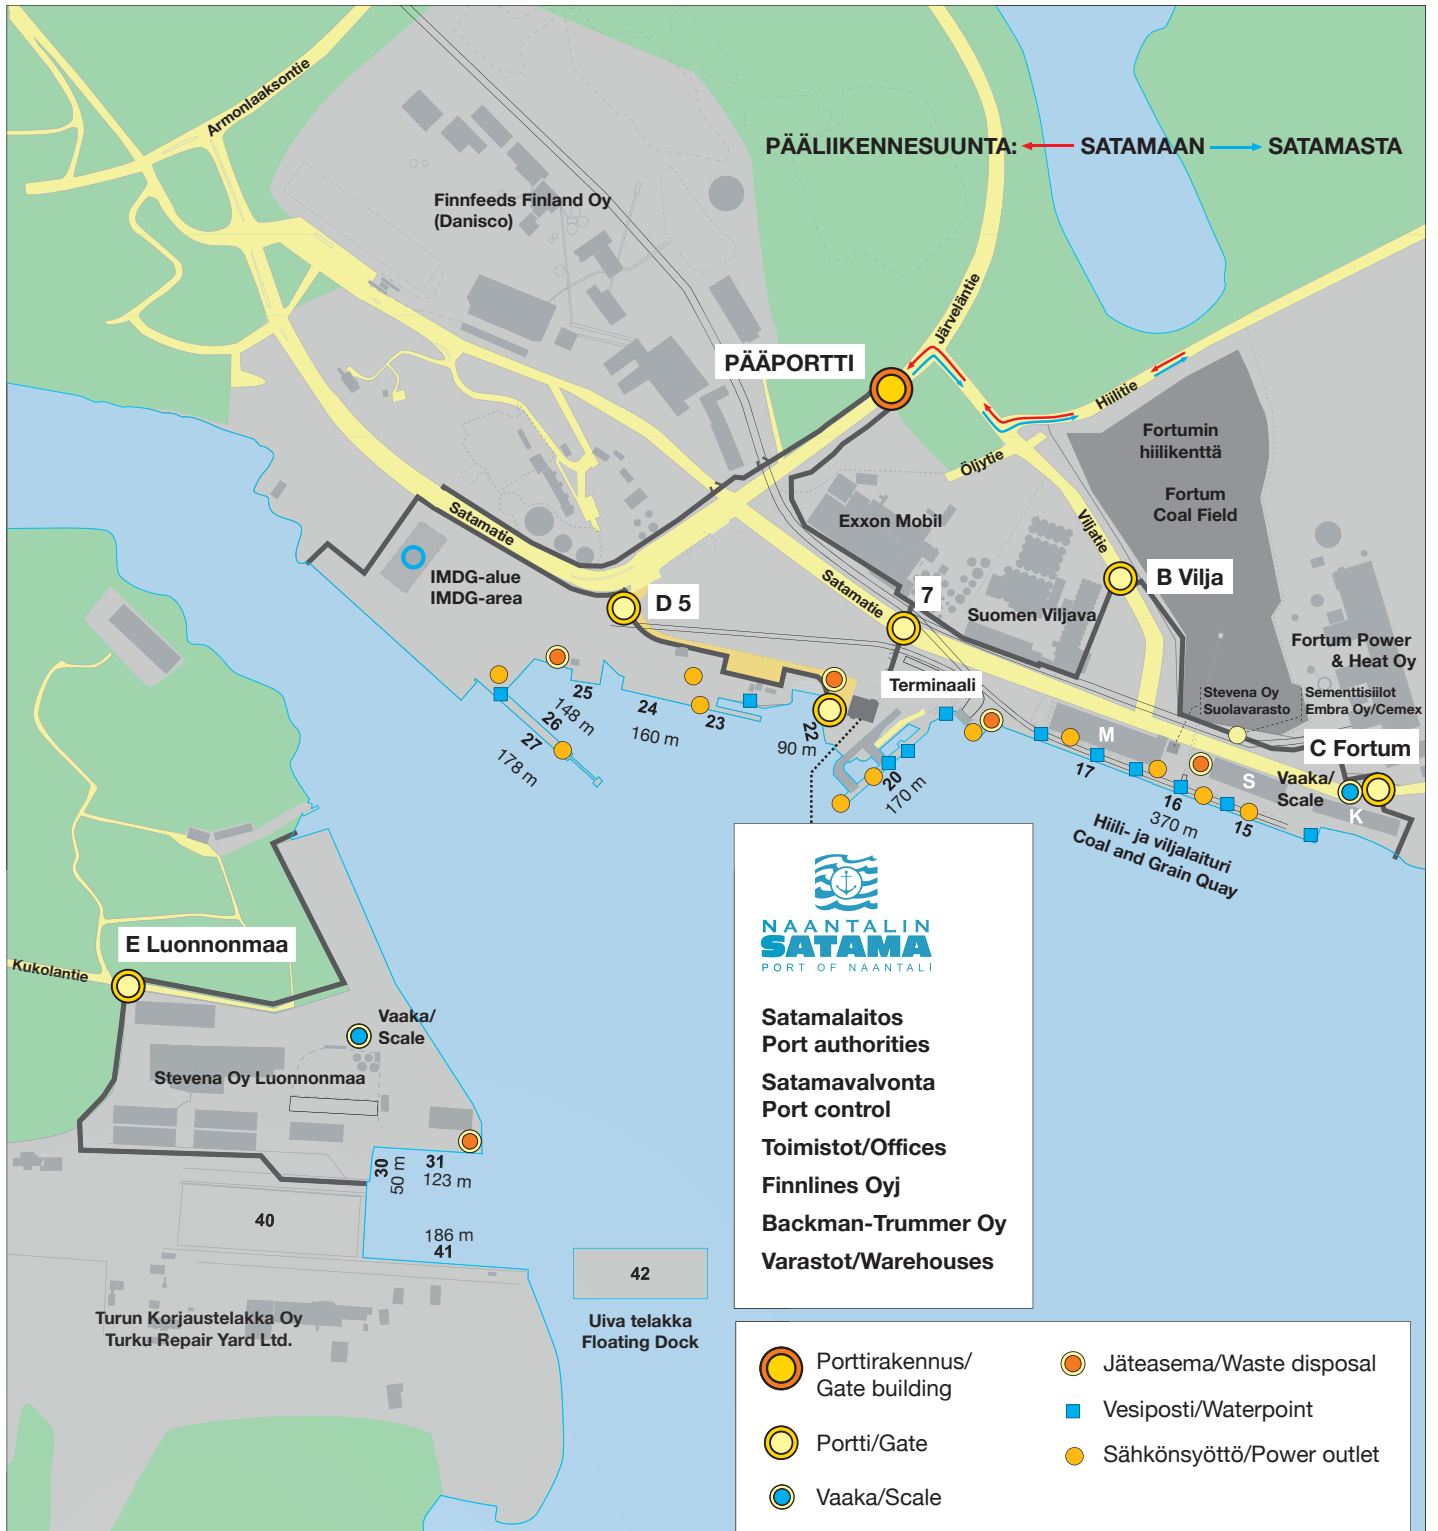 Armonlaaksontie
PÄÄLIIKENNESUUNTA: SATAMAAN SATAMASTA
Finnfeeds Finland Oy
(Danisco)
Järveläntie
PÄÄPORTTI
Hiilitie
Fortumin
hiilikenttä
Fortum
Coal Field
Öljytie
Viljatie
Exxon Mobil
Satamatie
IMDG-alue
IMDG-area
D 5
Satamatie
7
B Vilja
Suomen Viljava
Fortum Power
& Heat Oy
Terminaali
Stevena Oy
Suolavarasto
Sementtisiilot
Embra Oy/Cemex
C Fortum
Vaaka/
Scale
M
S
K
25
148 m
26
27
178 m
24
160 m
23
22
90 m
20
170 m
17
16
370 m
15
Hiili- ja viljalaituri
Coal and Grain Quay
NAANTALIN
SATAMA
PORT OF NAANTALI
Satamalaitos
Port authorities
Satamavalvonta
Port control
Toimistot/Offices
Finnlines Oyj
Backman-Trummer Oy
Varastot/Warehouses
E Luonnonmaa
Kukolantie
Vaaka/
Scale
Stevena Oy Luonnonmaa
30
50 m
31
123 m
40
186 m
41
42
Uiva telakka
Floating Dock
Turun Korjaustelakka Oy
Turku Repair Yard Ltd.
Porttirakennus/
Gate building
Portti/Gate
Vaaka/Scale
Jäteasema/Waste disposal
Vesiposti/Waterpoint
Sähkönsyöttö/Power outlet